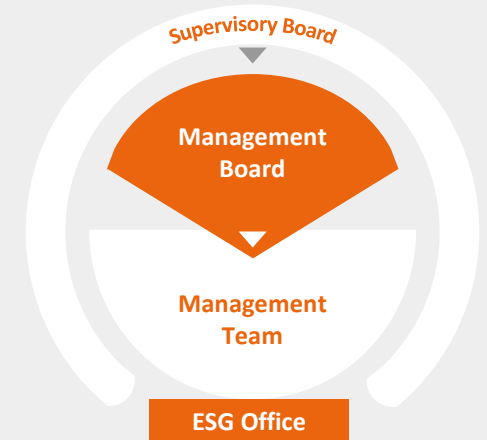 Supervisory Board
Management
Board
Management
Team
ESG Office